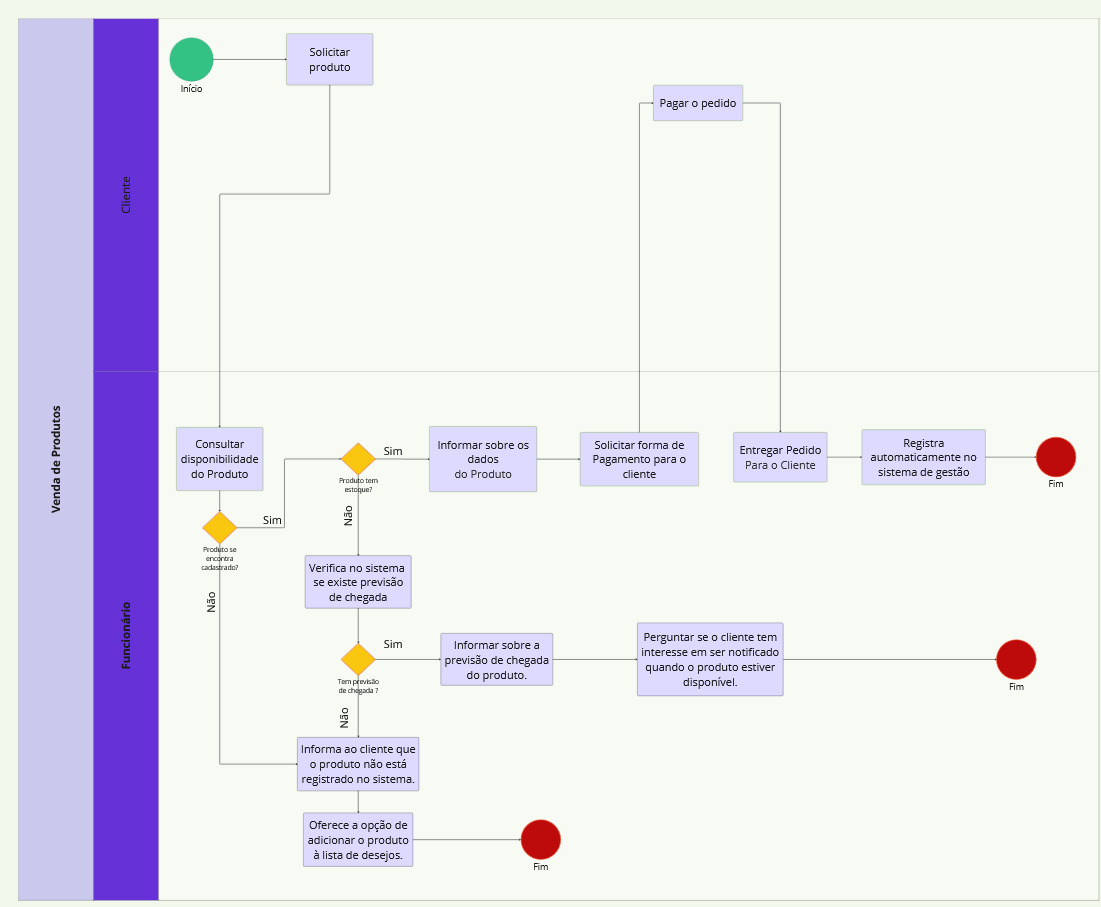 Venda de Produtos
Cliente
Funcionário
Início
Solicitar
produto
Pagar o pedido
Consultar
disponibilidade
do Produto
Produto se
encontra
cadastrado?
Sim
Não
Produto tem
estoque?
Sim
Não
Informar sobre os
dados
do Produto
Solicitar forma de
Pagamento para o
cliente
Entregar Pedido
Para o Cliente
Registra
automaticamente no
sistema de gestão
Fim
Verifica no sistema
se existe previsão
de chegada
Tem previsão
de chegada ?
Sim
Não
Informar sobre a
previsão de chegada
do produto.
Perguntar se o cliente tem
interesse em ser notificado
quando o produto estiver
disponível.
Fim
Informa ao cliente que
o produto não está
registrado no sistema.
Oferece a opção de
adicionar o produto
à lista de desejos.
Fim